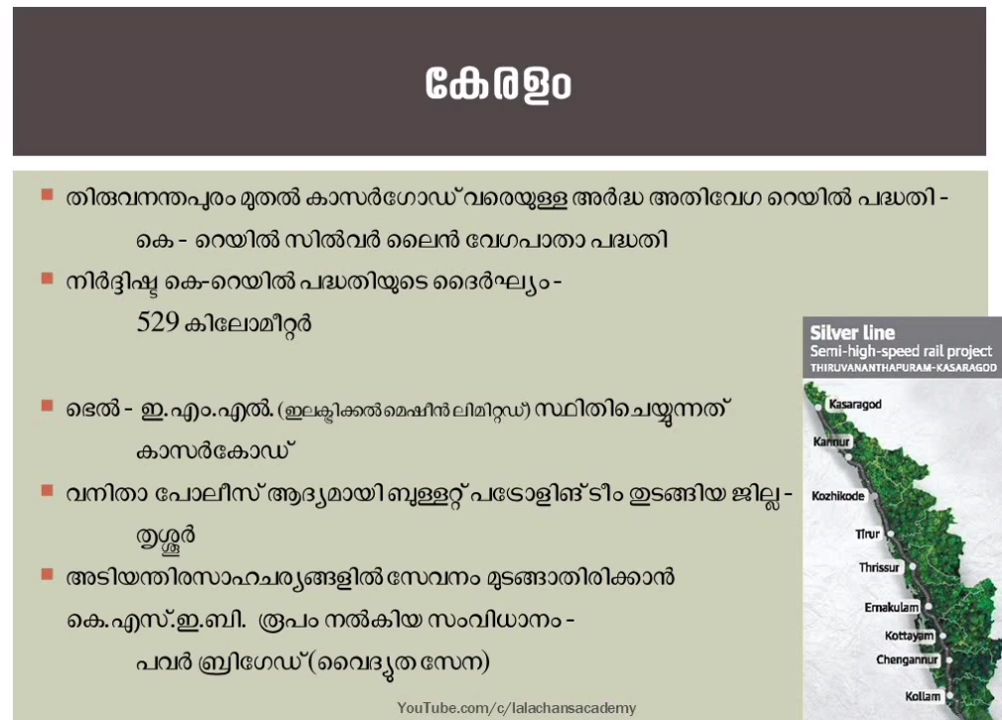 കേരളം
▪ തിരുവനന്തപുരം മുതൽ കാസർഗോഡ് വരെയുള്ള അർദ്ധ അതിവേഗ റെയിൽ പദ്ധതി -
കെ - റെയിൽ സിൽവർ ലൈൻ വേഗപാതാ പദ്ധതി
▪ നിർദ്ദിഷ്ട കെ-റെയിൽ പദ്ധതിയുടെ ദൈർഘ്യം -
529 കിലോമീറ്റർ
▪ ഭെൽ - ഇ.എം.എൽ. (ഇലക്ട്രിക്കൽ മെഷീൻ ലിമിറ്റഡ്) സ്ഥിതിചെയ്യുന്നത്
കാസർകോഡ്
▪ വനിതാ പോലീസ് ആദ്യമായി ബുള്ളറ്റ് പട്രോളിങ് ടീം തുടങ്ങിയ ജില്ല -
തൃശ്ശൂർ
▪ അടിയന്തിരസാഹചര്യങ്ങളിൽ സേവനം മുടങ്ങാതിരിക്കാൻ
കെ.എസ്.ഇ.ബി. രൂപം നൽകിയ സംവിധാനം -
പവർ ബ്രിഗേഡ് (വൈദ്യുത സേന)
Silver line
Semi-high-speed rail project
THIRUVANANTHAPURAM-KASARAGOD
Kasaragod
Kannur
Kozhikode
Tirur
Thrissur
Ernakulam
Kottayam
Chengannur
Kollam
YouTube.com/c/lalachansacademy